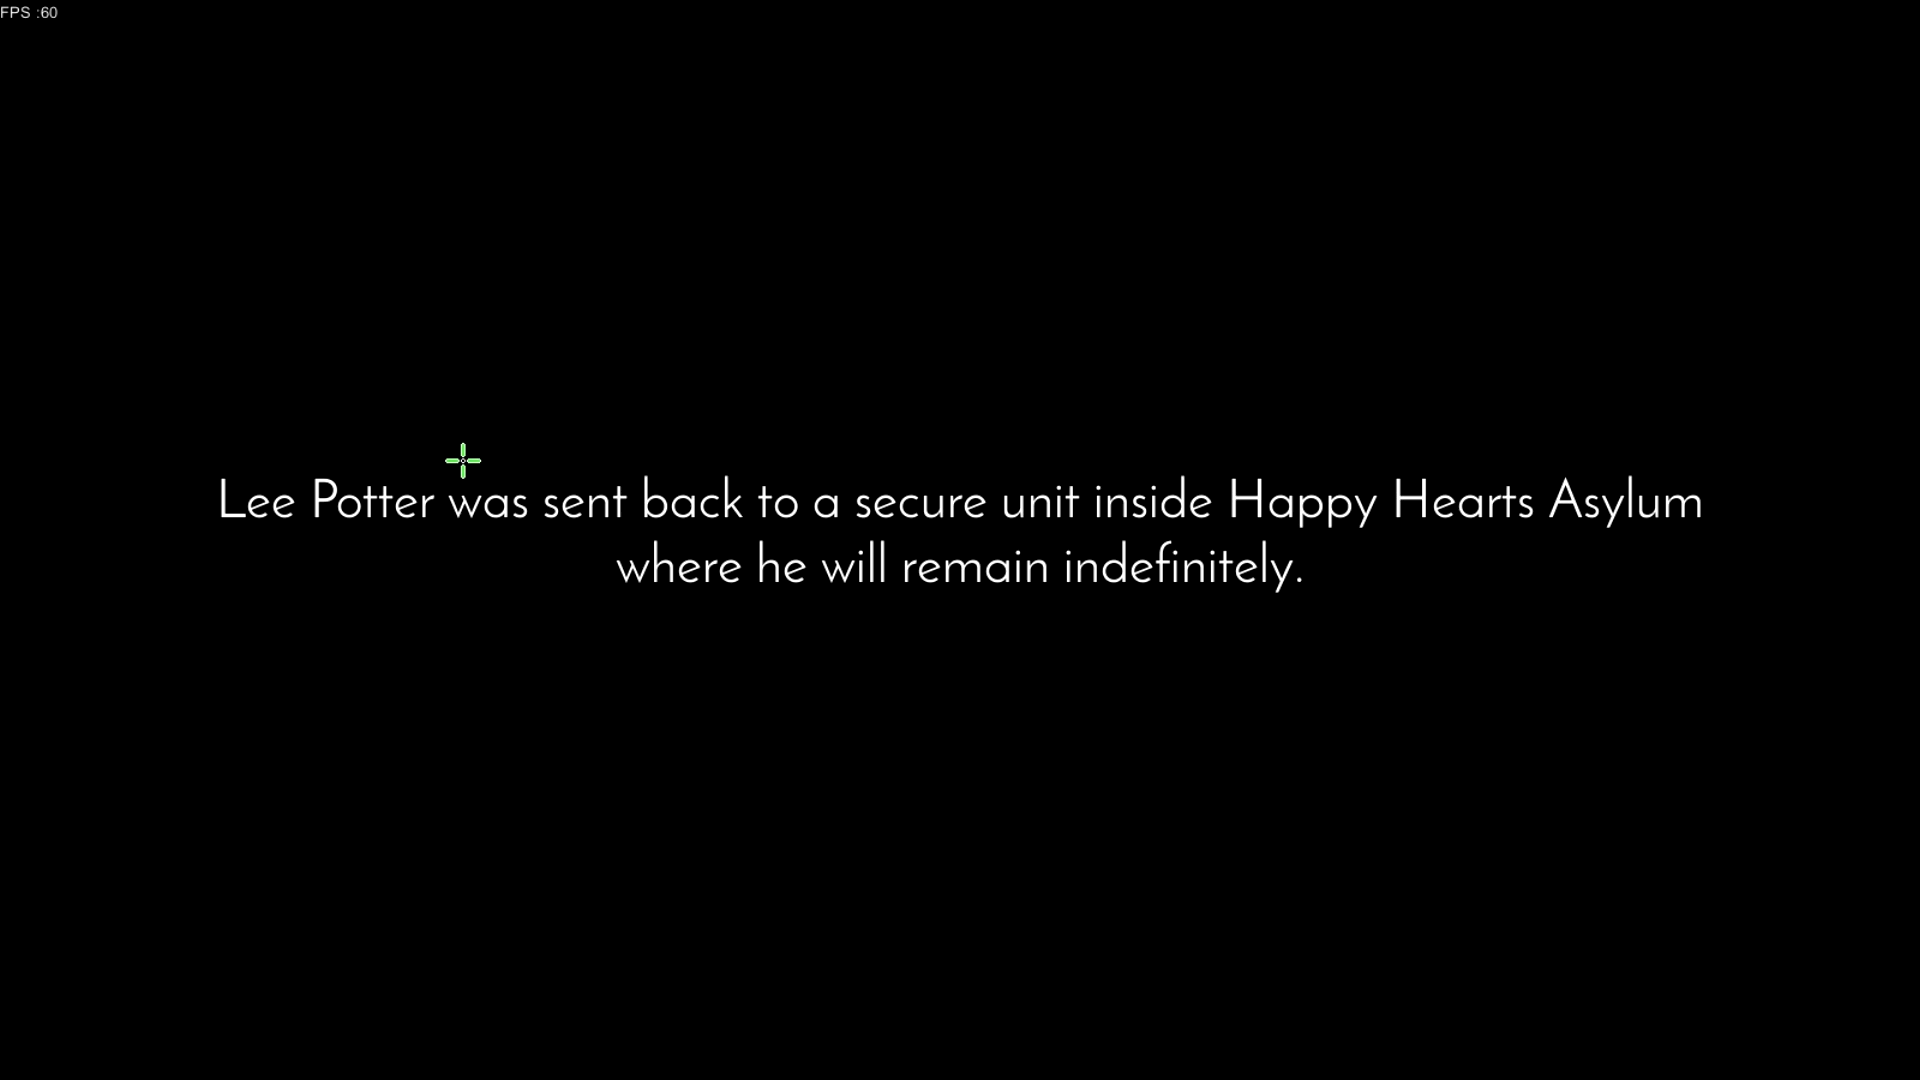 FPS :60
Lee Potter was sent back to a secure unit inside Happy Hearts Asylum
where he will remain indefinitely.